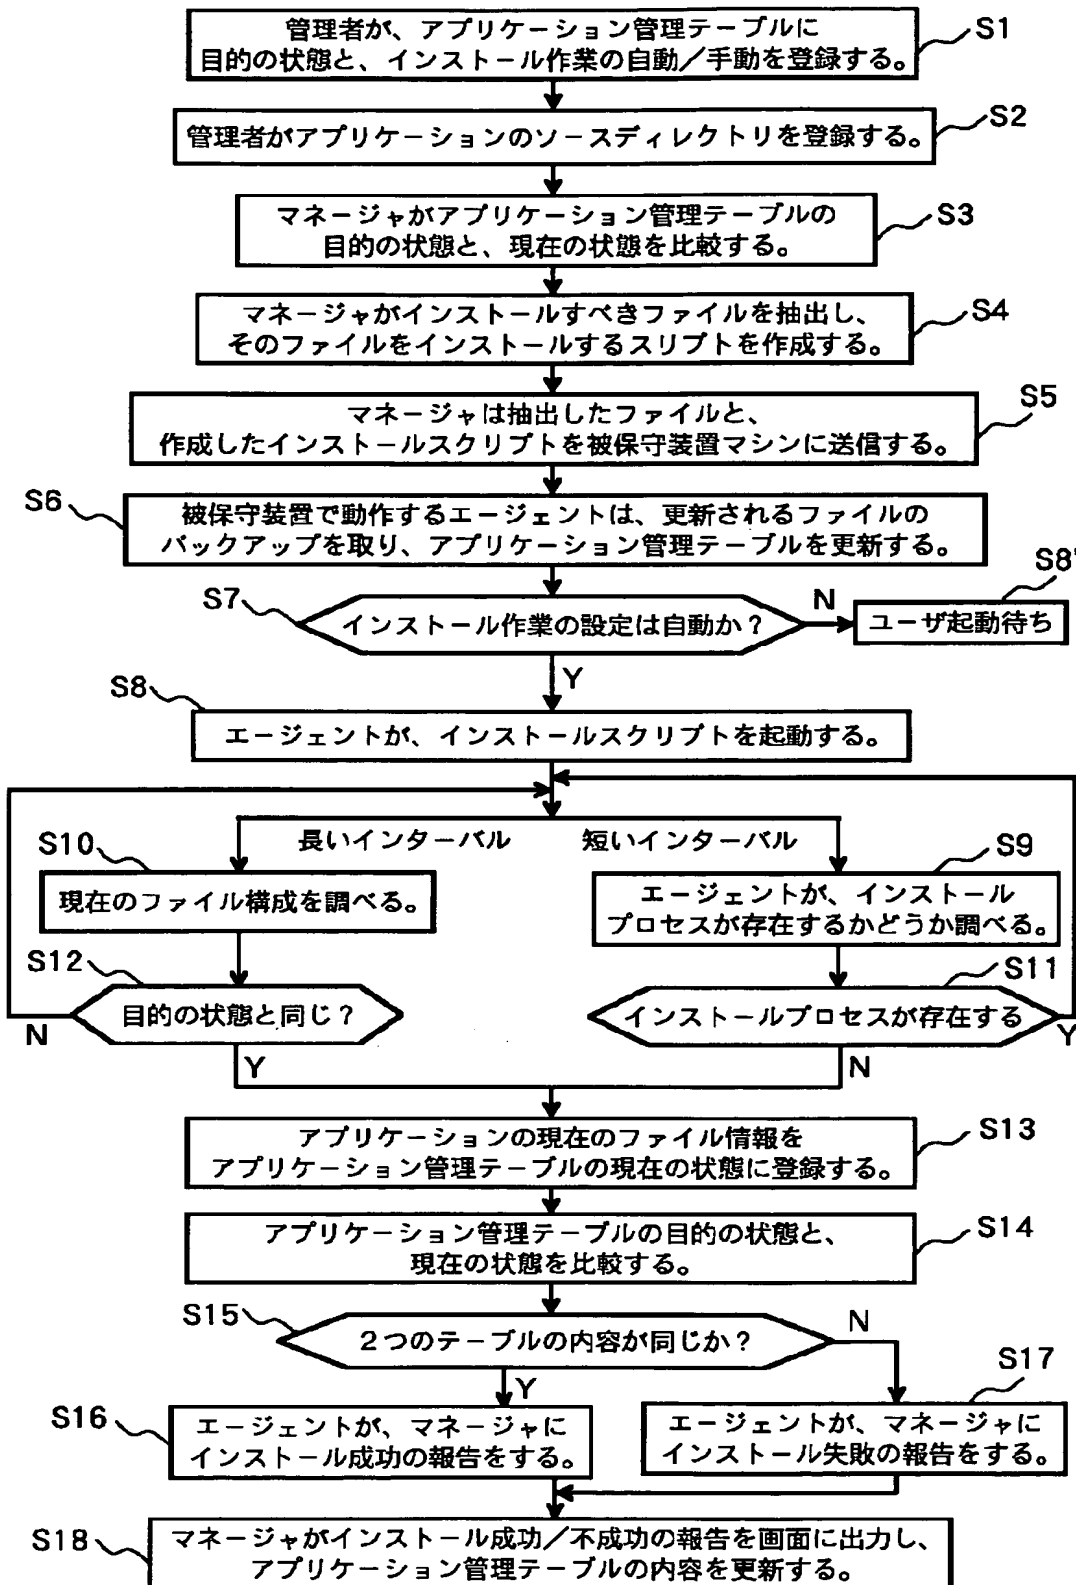 管理者が、アプリケーション管理テーブルに
目的の状態と、インストール作業の自動／手動を登録する。
S1
管理者がアプリケーションのソースディレクトリを登録する。
S2
マネージャがアプリケーション管理テーブルの
目的の状態と、現在の状態を比較する。
S3
マネージャがインストールすべきファイルを抽出し、
そのファイルをインストールするスリプトを作成する。
S4
マネージャは抽出したファイルと、
作成したインストールスクリプトを被保守装置マシンに送信する。
S5
S6
被保守装置で動作するエージェントは、更新されるファイルの
バックアップを取り、アプリケーション管理テーブルを更新する。
S7
インストール作業の設定は自動か？
N
S8'
ユーザ起動待ち
Y
S8
エージェントが、インストールスクリプトを起動する。
長いインターバル
短いインターバル
S10
現在のファイル構成を調べる。
S9
エージェントが、インストール
プロセスが存在するかどうか調べる。
S12
目的の状態と同じ？
N
Y
S11
インストールプロセスが存在する
Y
N
アプリケーションの現在のファイル情報を
アプリケーション管理テーブルの現在の状態に登録する。
S13
アプリケーション管理テーブルの目的の状態と、
現在の状態を比較する。
S14
S15
２つのテーブルの内容が同じか？
N
Y
S16
エージェントが、マネージャに
インストール成功の報告をする。
S17
エージェントが、マネージャに
インストール失敗の報告をする。
S18
マネージャがインストール成功／不成功の報告を画面に出力し、
アプリケーション管理テーブルの内容を更新する。